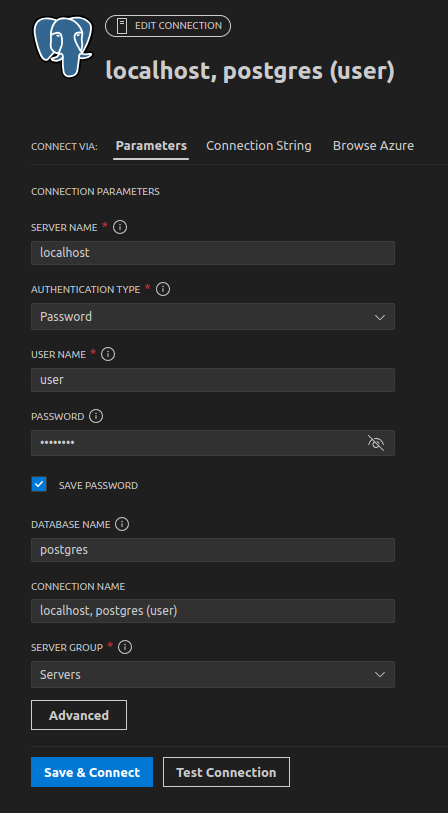 EDIT CONNECTION
localhost, postgres (user)
CONNECT VIA: Parameters Connection String Browse Azure
CONNECTION PARAMETERS
SERVER NAME *
localhost
AUTHENTICATION TYPE *
Password
USER NAME *
user
PASSWORD
••••••••
SAVE PASSWORD
DATABASE NAME
postgres
CONNECTION NAME
localhost, postgres (user)
SERVER GROUP *
Servers
Advanced
Save & Connect Test Connection